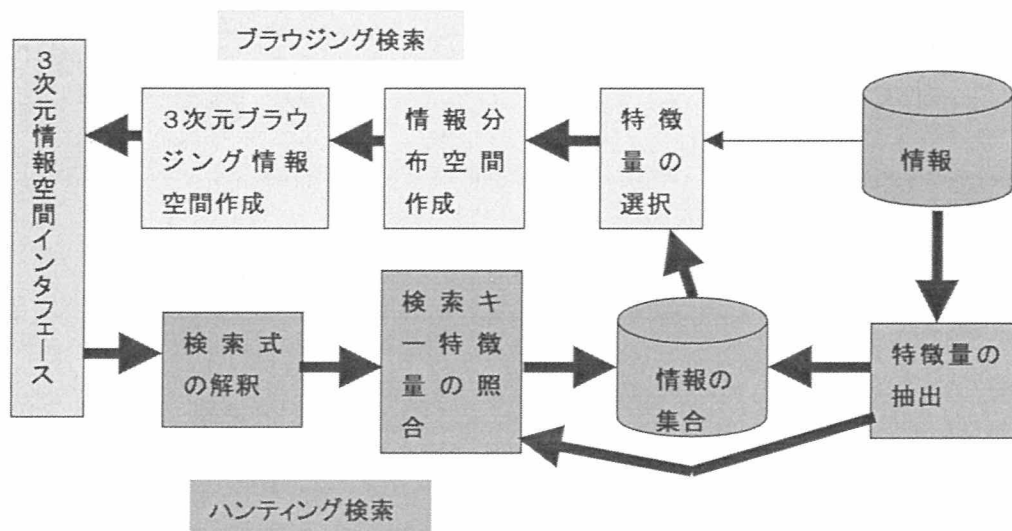 ブラウジング検索
3次元情報空間インタフェース
3次元ブラウ
ジング情報
空間作成
情報分
布空間
作成
特徴
量の
選択
情報
検索式
の解釈
検索キ
ー特徴
量の照
合
情報の
集合
特徴量の
抽出
ハンティング検索